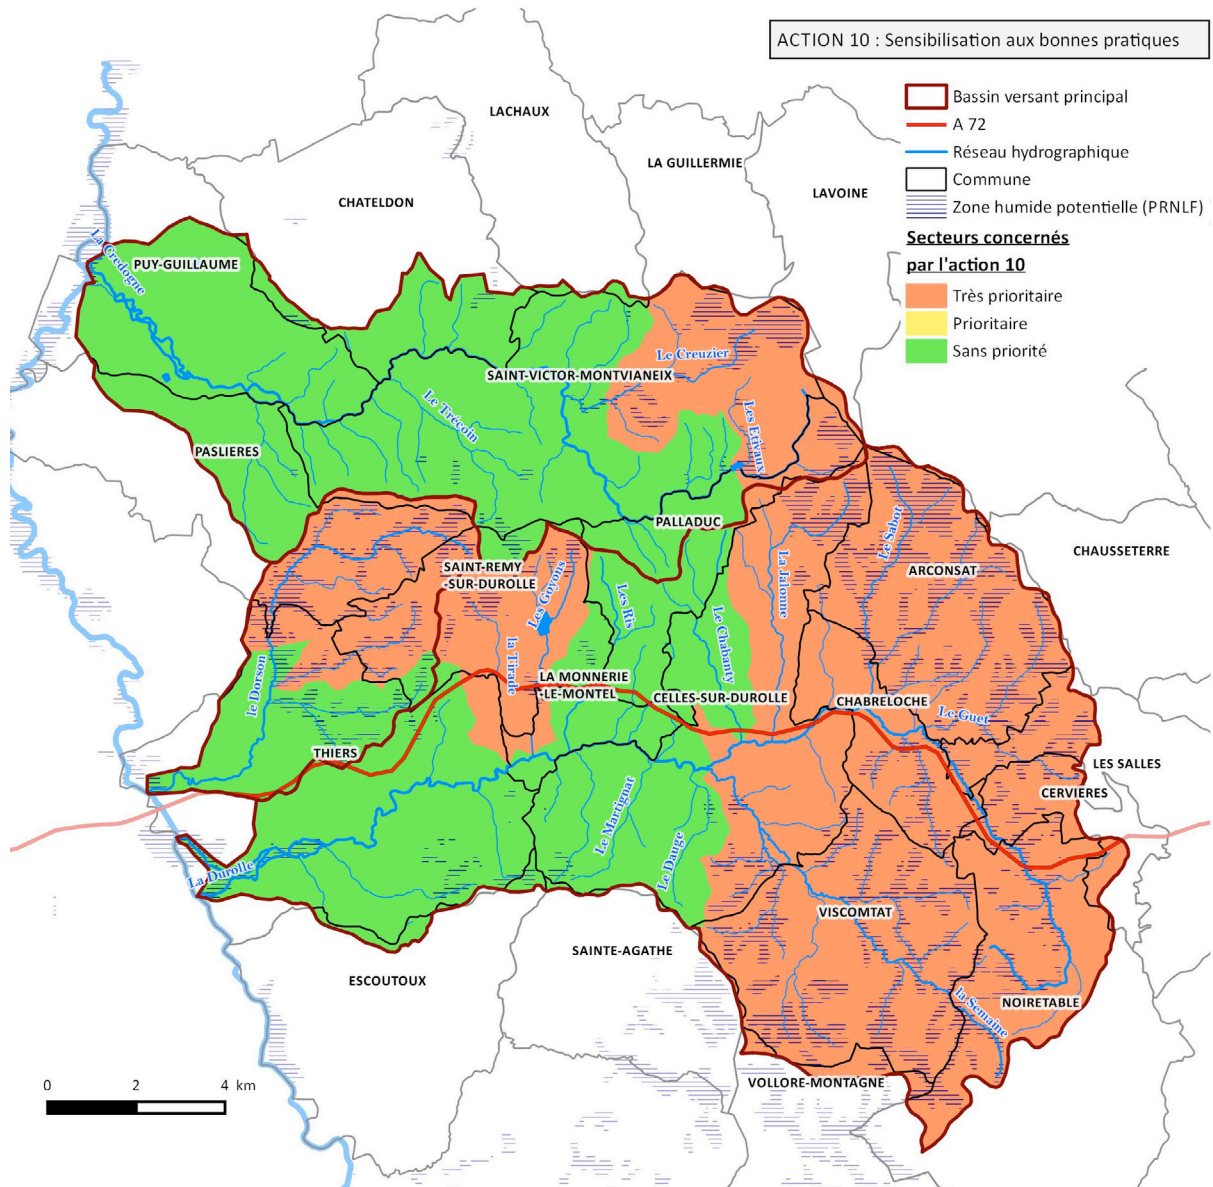 ACTION 10 : Sensibilisation aux bonnes pratiques
Bassin versant principal
A 72
Réseau hydrographique
Commune
Zone humide potentielle (PRNLF)
Secteurs concernés
par l'action 10
Très prioritaire
Prioritaire
Sans priorité
LACHAUX
LA GUILLERMIE
LAVOINE
CHATELDON
La Credogne
PUY-GUILLAUME
Le Creuzier
SAINT-VICTOR-MONTVIANEIX
Le Trécoin
Les Etivaux
PASLIERES
PALLADUC
Le Sabot
CHAUSSETERRE
SAINT-REMY
-SUR-DUROLLE
Les Goyons
Les Ris
La Jalonne
ARCONSAT
Le Chabanty
la Tirade
le Dorson
LA MONNERIE
-LE-MONTEL
CELLES-SUR-DUROLLE
CHABRELOCHE
Le Guet
THIERS
LES SALLES
CERVIERES
Le Martignat
Le Dauge
La Durolle
VISCOMTAT
SAINTE-AGATHE
ESCOUTOUX
la Semaine
NOIRETABLE
VOLLORE-MONTAGNE
0 2 4 km